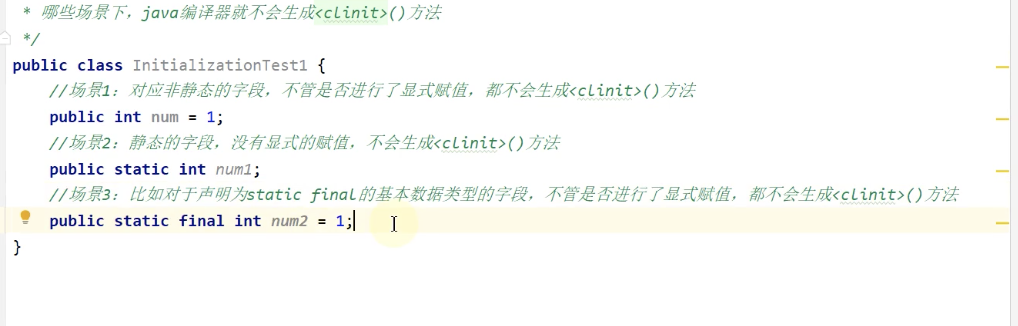 * 哪些场景下，java编译器就不会生成<clinit>()方法
*/
public class InitializationTest1 {
//场景1：对应非静态的字段，不管是否进行了显式赋值，都不会生成<clinit>()方法
public int num = 1;
//场景2：静态的字段，没有显式的赋值，不会生成<clinit>()方法
public static int num1;
//场景3：比如对于声明为static final的基本数据类型的字段，不管是否进行了显式赋值，都不会生成<clinit>()方法
public static final int num2 = 1;
}